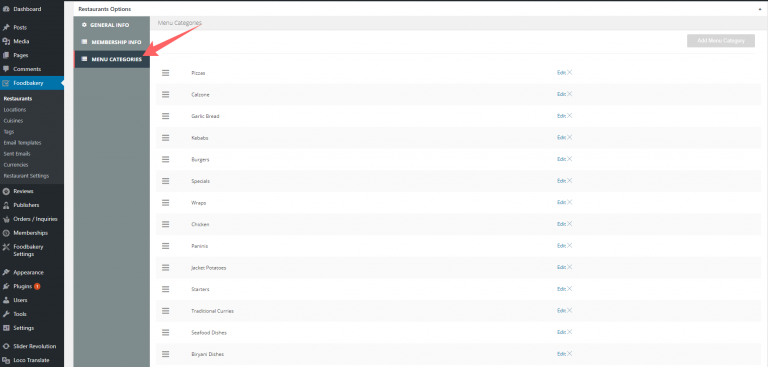 Dashboard
Posts
Media
Pages
Comments
Foodbakery
Restaurants
Locations
Cuisines
Tags
Email Templates
Sent Emails
Currencies
Restaurant Settings
Reviews
Publishers
Orders / Inquiries
Memberships
Foodbakery
Settings
Appearance
Plugins 1
Users
Tools
Settings
Slider Revolution
Loco Translate
Restaurants Options
GENERAL INFO
MEMBERSHIP INFO
MENU CATEGORIES
Menu Categories
Add Menu Category
Pizzas Edit
Calzone Edit
Garlic Bread Edit
Kebabs Edit
Burgers Edit
Specials Edit
Wraps Edit
Chicken Edit
Paninis Edit
Jacket Potatoes Edit
Starters Edit
Traditional Curries Edit
Seafood Dishes Edit
Biryani Dishes Edit